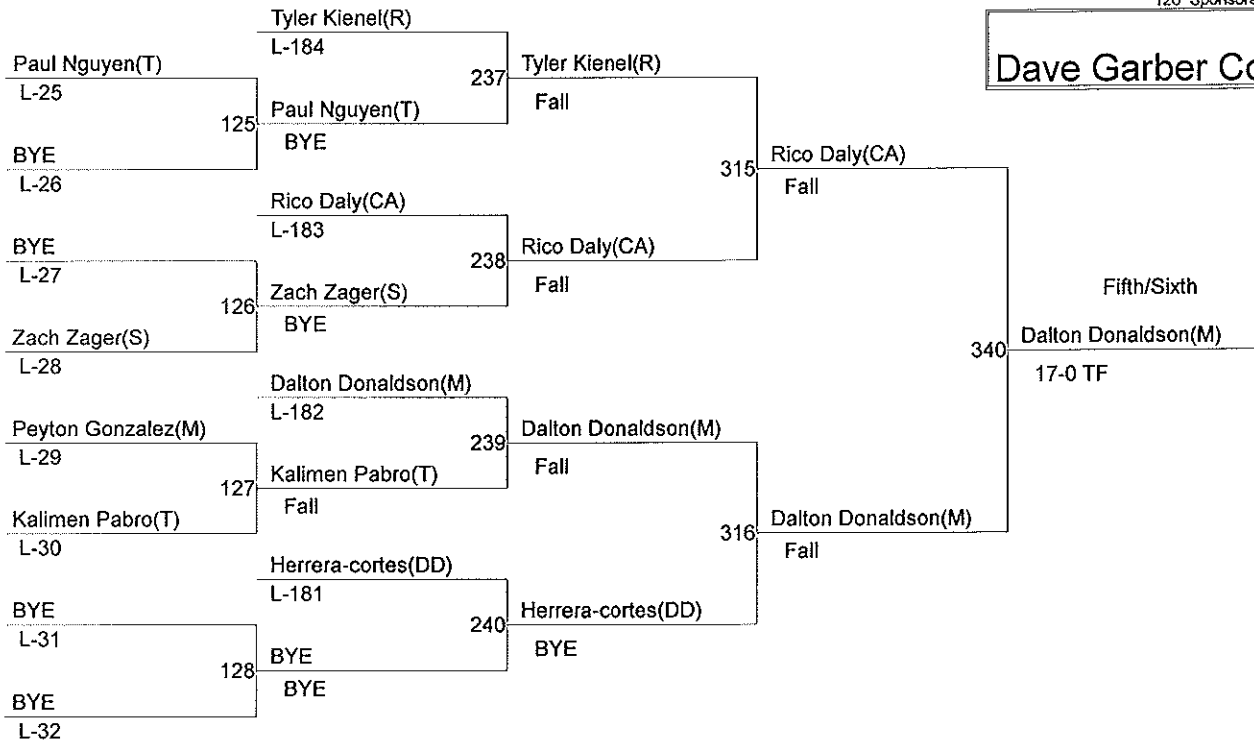 120 Sponsors
Dave Garber Co
Tyler Kienel(R)
L-184
Paul Nguyen(T)
L-25
237
Tyler Kienel(R)
Fall
125
Paul Nguyen(T)
BYE
BYE
L-26
315
Rico Daly(CA)
Fall
Rico Daly(CA)
L-183
BYE
L-27
238
Rico Daly(CA)
Fall
126
Zach Zager(S)
BYE
Fifth/Sixth
Zach Zager(S)
L-28
340
Dalton Donaldson(M)
17-0 TF
Dalton Donaldson(M)
L-182
Peyton Gonzalez(M)
L-29
239
Dalton Donaldson(M)
Fall
127
Kalimen Pabro(T)
Fall
Kalimen Pabro(T)
L-30
316
Dalton Donaldson(M)
Fall
Herrera-cortes(DD)
L-181
BYE
L-31
240
Herrera-cortes(DD)
BYE
128
BYE
BYE
BYE
L-32